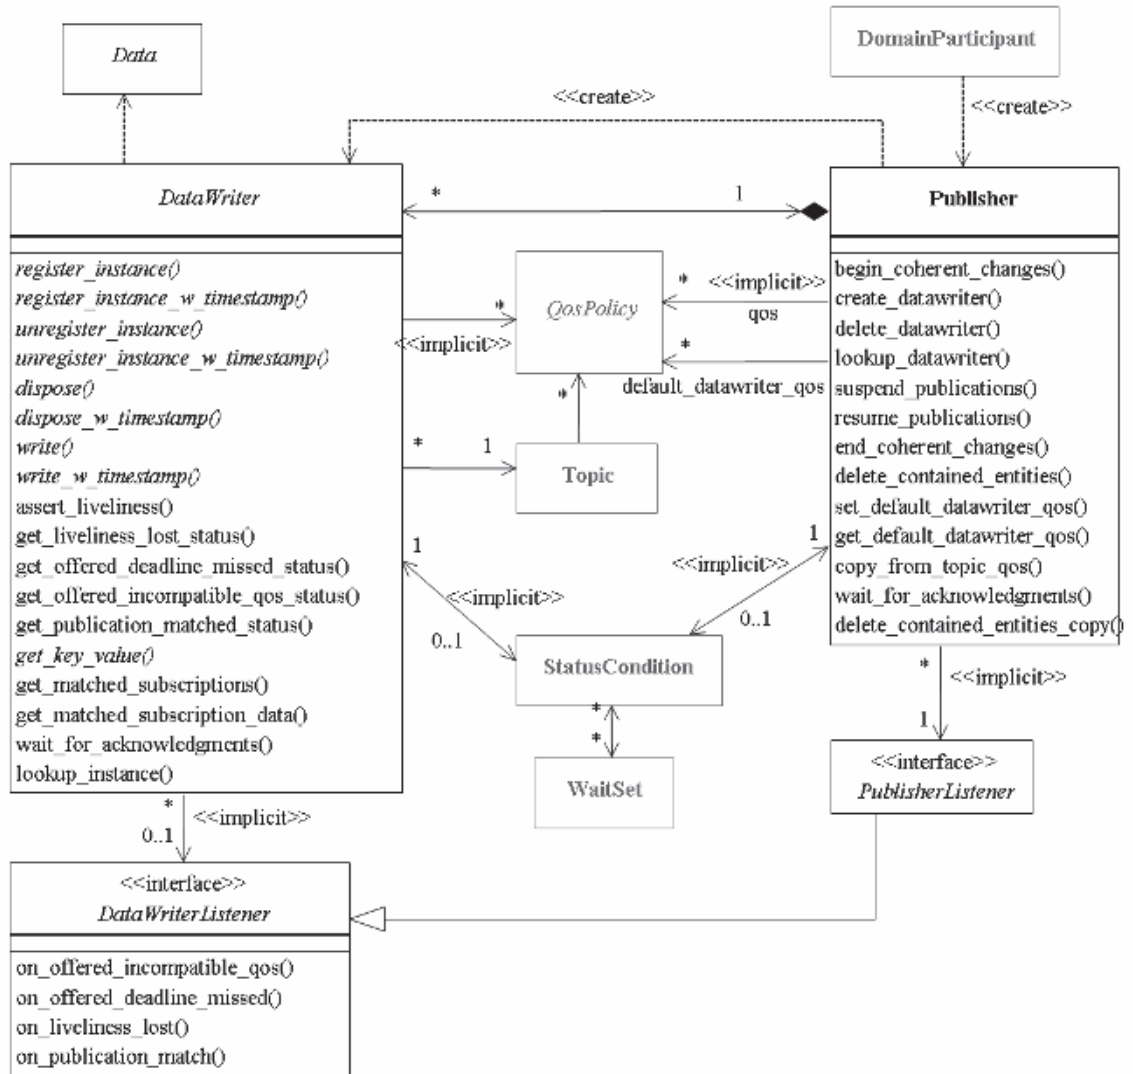 Data
DomainParticipant
<<create>>
<<create>>
DataWriter
*
1
Publisher
register_instance()
register_instance_w_timestamp()
unregister_instance()
unregister_instance_w_timestamp()
dispose()
dispose_w_timestamp()
write()
write_w_timestamp()
assert_liveliness()
get_liveliness_lost_status()
get_offered_deadline_missed_status()
get_offered_incompatible_qos_status()
get_publication_matched_status()
get_key_value()
get_matched_subscriptions()
get_matched_subscription_data()
wait_for_acknowledgments()
lookup_instance()
*
<<implicit>>
QosPolicy
*
<<implicit>>
qos
*
default_datawriter_qos
*
*
1
Topic
begin_coherent_changes()
create_datawriter()
delete_datawriter()
lookup_datawriter()
suspend_publications()
resume_publications()
end_coherent_changes()
delete_contained_entities()
set_default_datawriter_qos()
get_default_datawriter_qos()
copy_from_topic_qos()
wait_for_acknowledgments()
delete_contained_entities_copy()
1
<<implicit>>
0..1
1
<<implicit>>
0..1
StatusCondition
*
*
WaitSet
*
<<implicit>>
1
<<interface>>
PublisherListener
*
<<implicit>>
0..1
<<interface>>
DataWriterListener
on_offered_incompatible_qos()
on_offered_deadline_missed()
on_liveliness_lost()
on_publication_match()